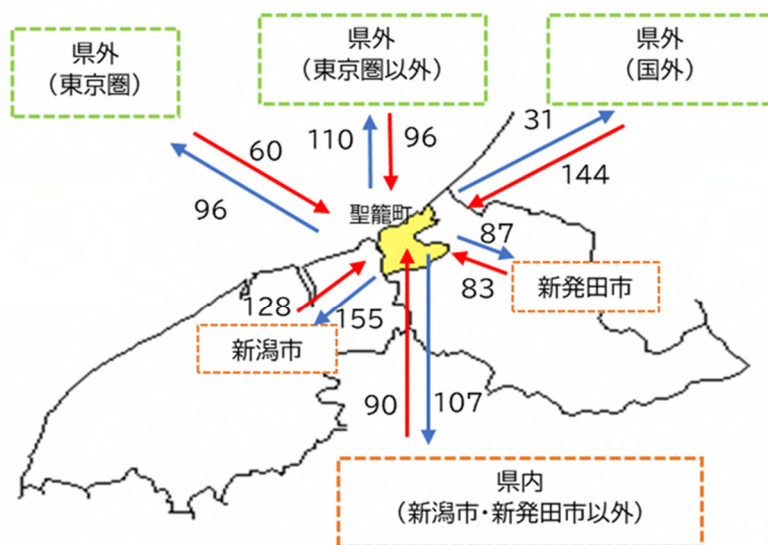 県外
（東京圏）
県外
（東京圏以外）
県外
（国外）
60
96
110
96
31
144
聖籠町
87
83
新発田市
128
155
新潟市
90
107
県内
（新潟市・新発田市以外）